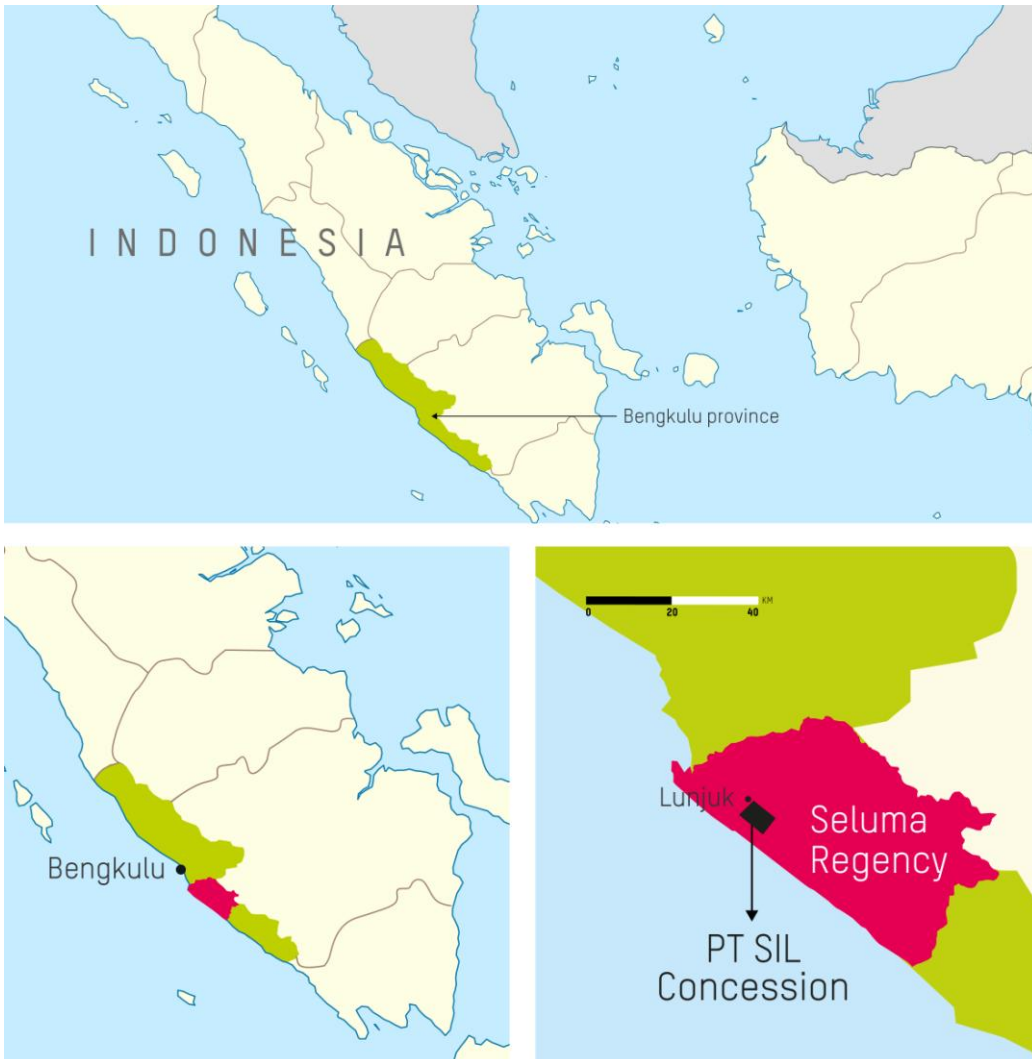 INDONESIA
Bengkulu province
Bengkulu
KM
0 20 40
Lunjuk
Seluma
Regency
PT SIL
Concession